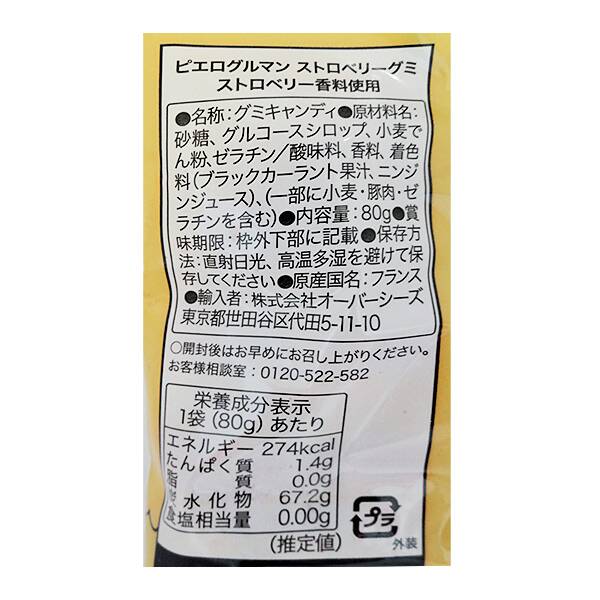 ピエログルマン ストロベリーグミ
ストロベリー香料使用
●名称:グミキャンディ●原材料名:
砂糖、グルコースシロップ、小麦で
ん粉、ゼラチン/酸味料、香料、着色
料(ブラックカーラント果汁、ニンジ
ンジュース)、(一部に小麦・豚肉・ゼ
ラチンを含む)●内容量:80g●賞
味期限:枠外下部に記載●保存方
法:直射日光、高温多湿を避けて保
存してください●原産国名:フランス
●輸入者:株式会社オーバーシーズ
東京都世田谷区代田5-11-10
○開封後はお早めにお召し上がりください。
お客様相談室:0120-522-582
栄養成分表示
1袋(80g)あたり
エネルギー 274kcal
たんぱく質 1.4g
脂質 0.0g
炭水化物 67.2g
食塩相当量 0.00g
(推定値)
プラ
外装